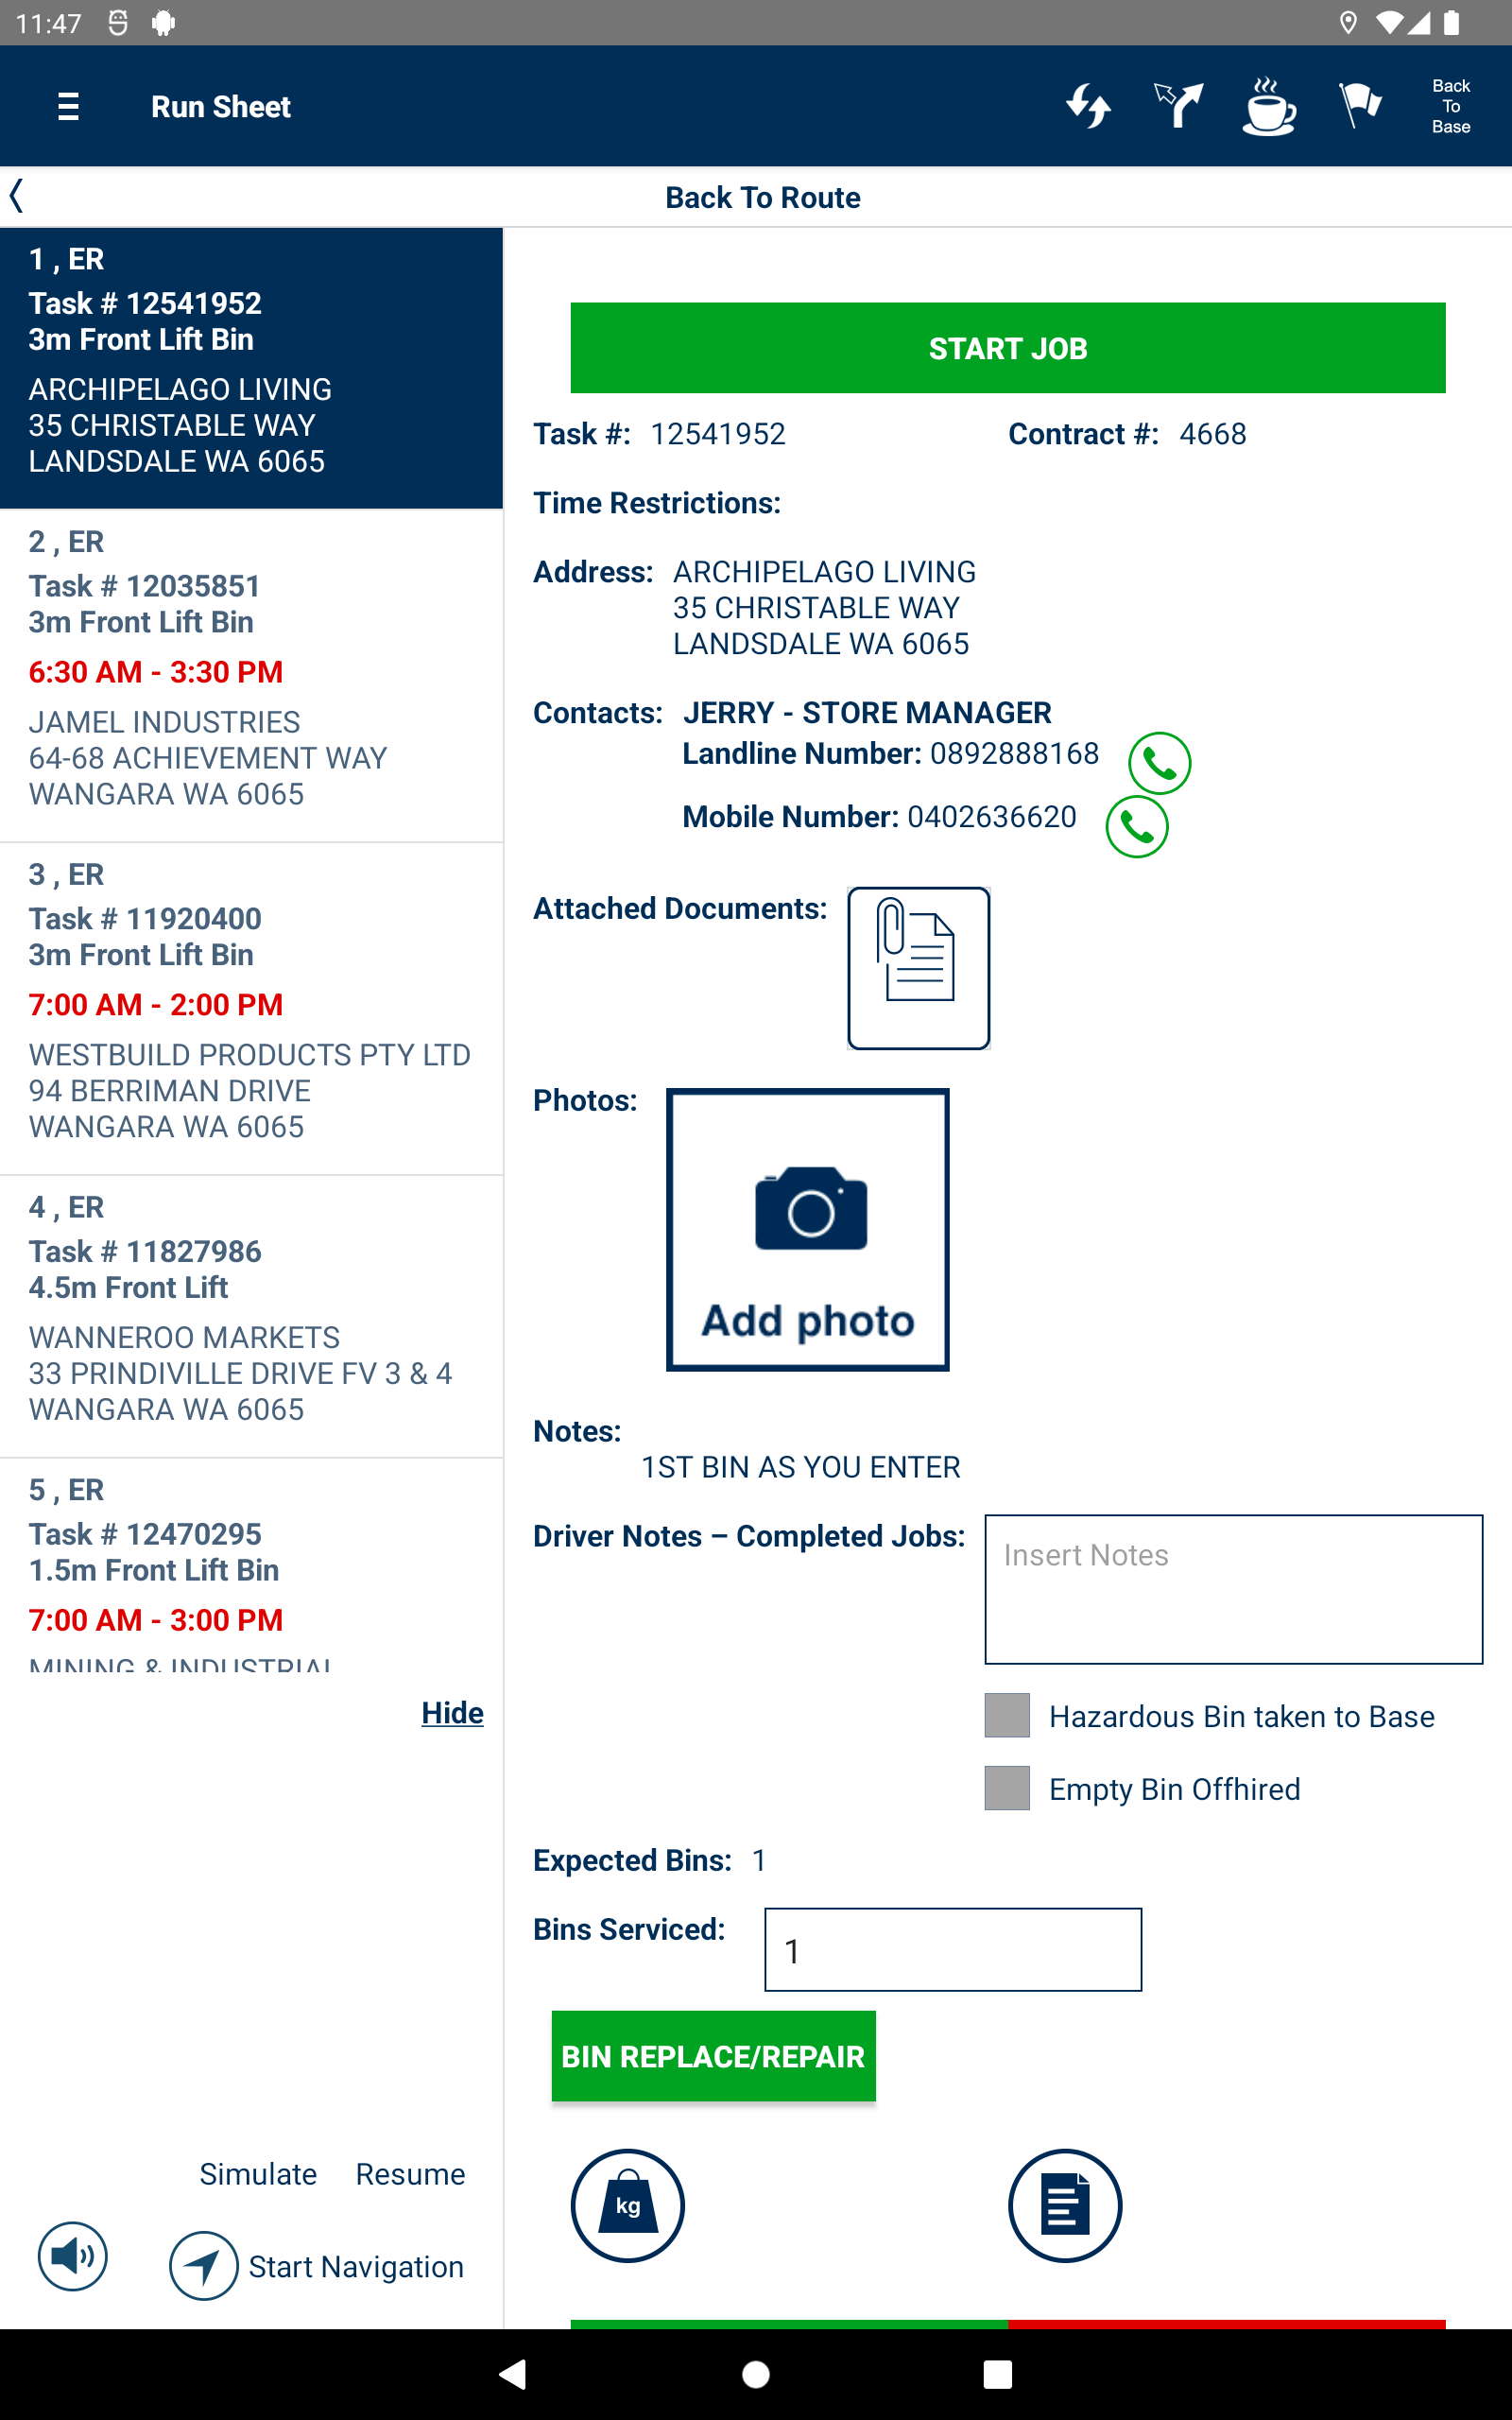 11:47
Run Sheet
Back
To
Base
Back To Route
1 , ER
Task # 12541952
3m Front Lift Bin
ARCHIPELAGO LIVING
35 CHRISTABLE WAY
LANDSDALE WA 6065
2 , ER
Task # 12035851
3m Front Lift Bin
6:30 AM - 3:30 PM
JAMEL INDUSTRIES
64-68 ACHIEVEMENT WAY
WANGARA WA 6065
3 , ER
Task # 11920400
3m Front Lift Bin
7:00 AM - 2:00 PM
WESTBUILD PRODUCTS PTY LTD
94 BERRIMAN DRIVE
WANGARA WA 6065
4 , ER
Task # 11827986
4.5m Front Lift
WANNEROO MARKETS
33 PRINDIVILLE DRIVE FV 3 & 4
WANGARA WA 6065
5 , ER
Task # 12470295
1.5m Front Lift Bin
7:00 AM - 3:00 PM
MINING & INDUSTRIAL
Hide
Simulate Resume
Start Navigation
START JOB
Task #: 12541952 Contract #: 4668
Time Restrictions:
Address: ARCHIPELAGO LIVING
35 CHRISTABLE WAY
LANDSDALE WA 6065
Contacts: JERRY - STORE MANAGER
Landline Number: 0892888168
Mobile Number: 0402636620
Attached Documents:
Photos:
Add photo
Notes:
1ST BIN AS YOU ENTER
Driver Notes – Completed Jobs: Insert Notes
Hazardous Bin taken to Base
Empty Bin Offhired
Expected Bins: 1
Bins Serviced: 1
BIN REPLACE/REPAIR
kg